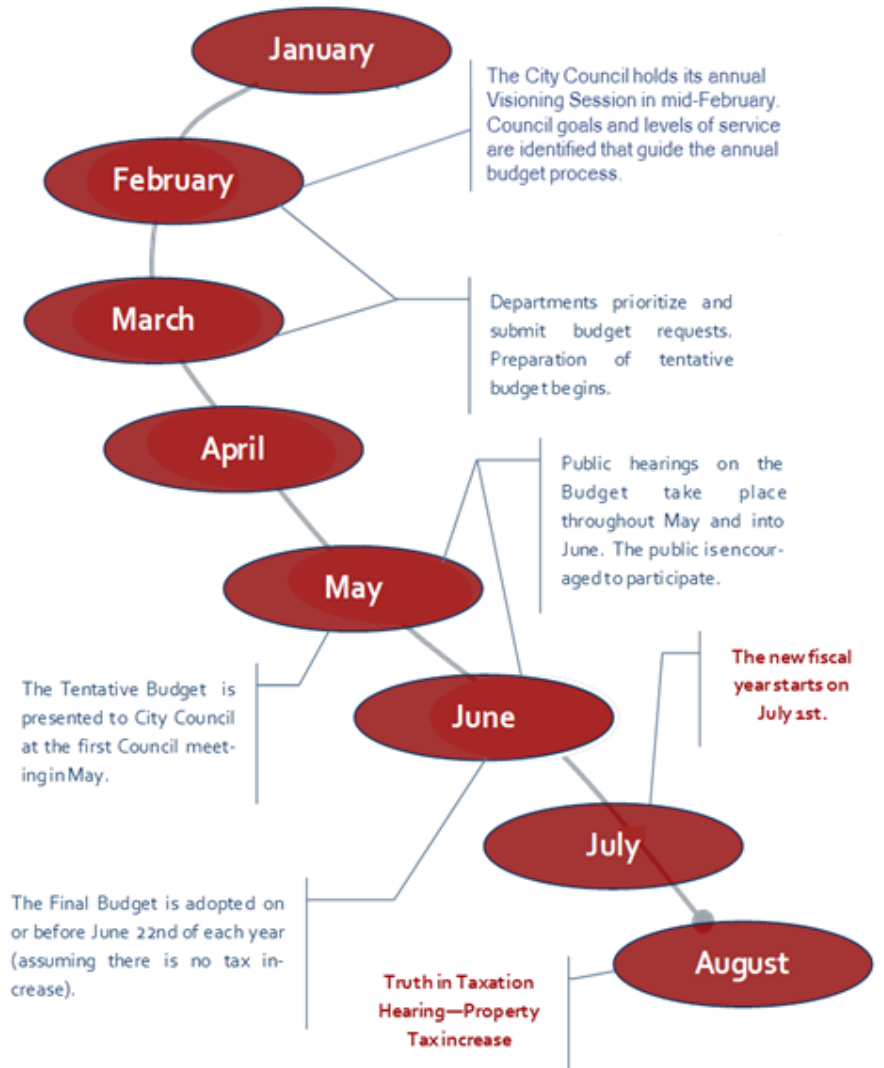 January
The City Council holds its annual
Visioning Session in mid-February.
Council goals and levels of service
are identified that guide the annual
budget process.
February
March
Departments prioritize and
submit budget requests.
Preparation of tentative
budget begins.
April
Public hearings on the
Budget take place
throughout May and into
June. The public is encour-
aged to participate.
May
The Tentative Budget is
presented to City Council
at the first Council meet-
ing in May.
June
The new fiscal
year starts on
July 1st.
July
The Final Budget is adopted on
or before June 22nd of each year
(assuming there is no tax in-
crease).
August
Truth in Taxation
Hearing—Property
Tax increase